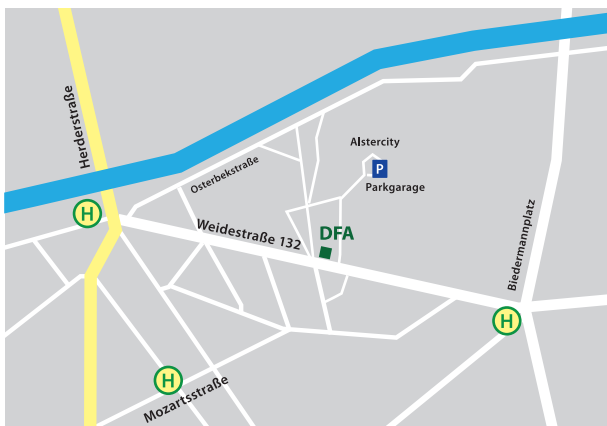 Herderstraße
Alstercity
P
Parkgarage
Osterbekstraße
H
Weidestraße 132
DFA
Biedermannplatz
H
H
Mozartsstraße